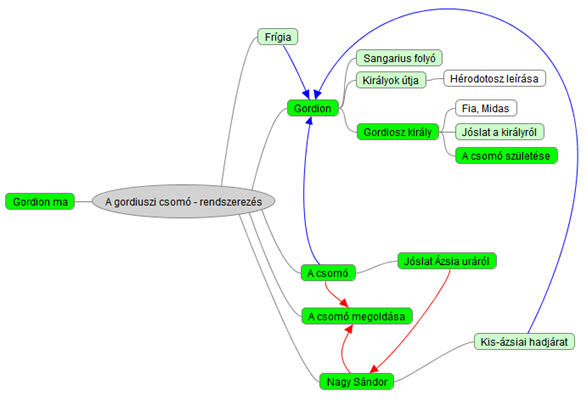 Frígia
Sangarius folyó
Királyok útja
Hérodotosz leírása
Gordion
Fia, Midas
Gordiosz király
Jóslat a királyról
A csomó születése
Gordion ma
A gordiuszi csomó - rendszerezés
A csomó
Jóslat Ázsia uráról
A csomó megoldása
Kis-ázsiai hadjárat
Nagy Sándor